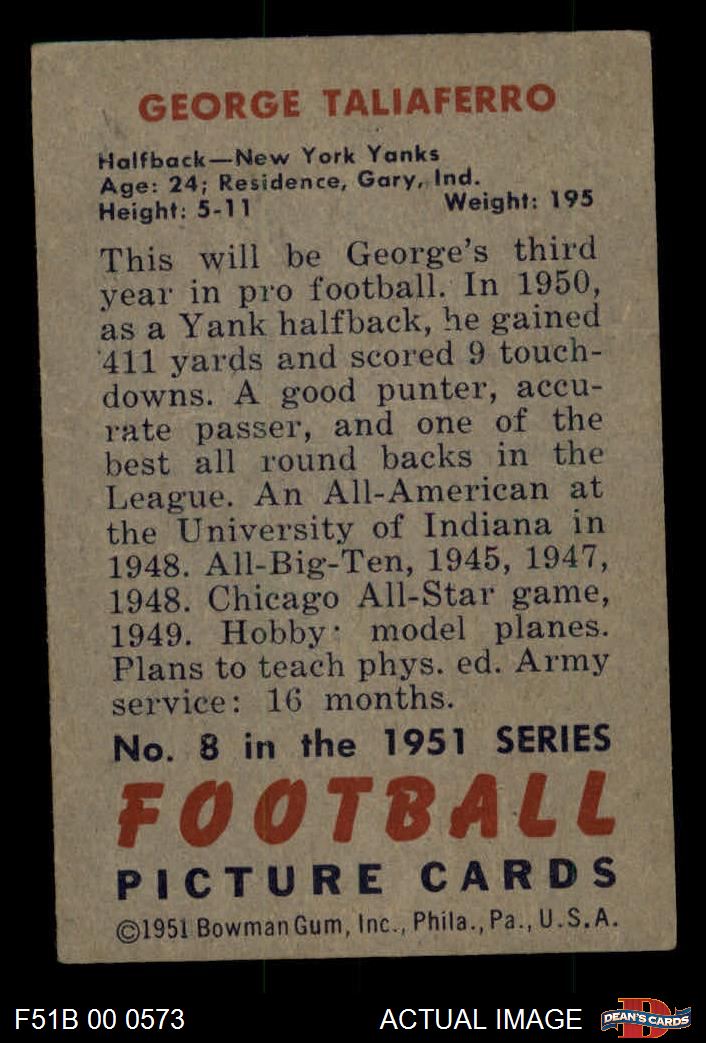 GEORGE TALIAFERRO
Halfback—New York Yanks
Age: 24; Residence, Gary, Ind.
Height: 5-11 Weight: 195
This will be George's third
year in pro football. In 1950,
as a Yank halfback, he gained
411 yards and scored 9 touch-
downs. A good punter, accu-
rate passer, and one of the
best all round backs in the
League. An All-American at
the University of Indiana in
1948. All-Big-Ten, 1945, 1947,
1948. Chicago All-Star game,
1949. Hobby: model planes.
Plans to teach phys. ed. Army
service: 16 months.
No. 8 in the 1951 SERIES
FOOTBALL
PICTURE CARDS
©1951 Bowman Gum, Inc., Phila., Pa., U.S.A.
F51B 00 0573 ACTUAL IMAGE D DEAN'S CARDS